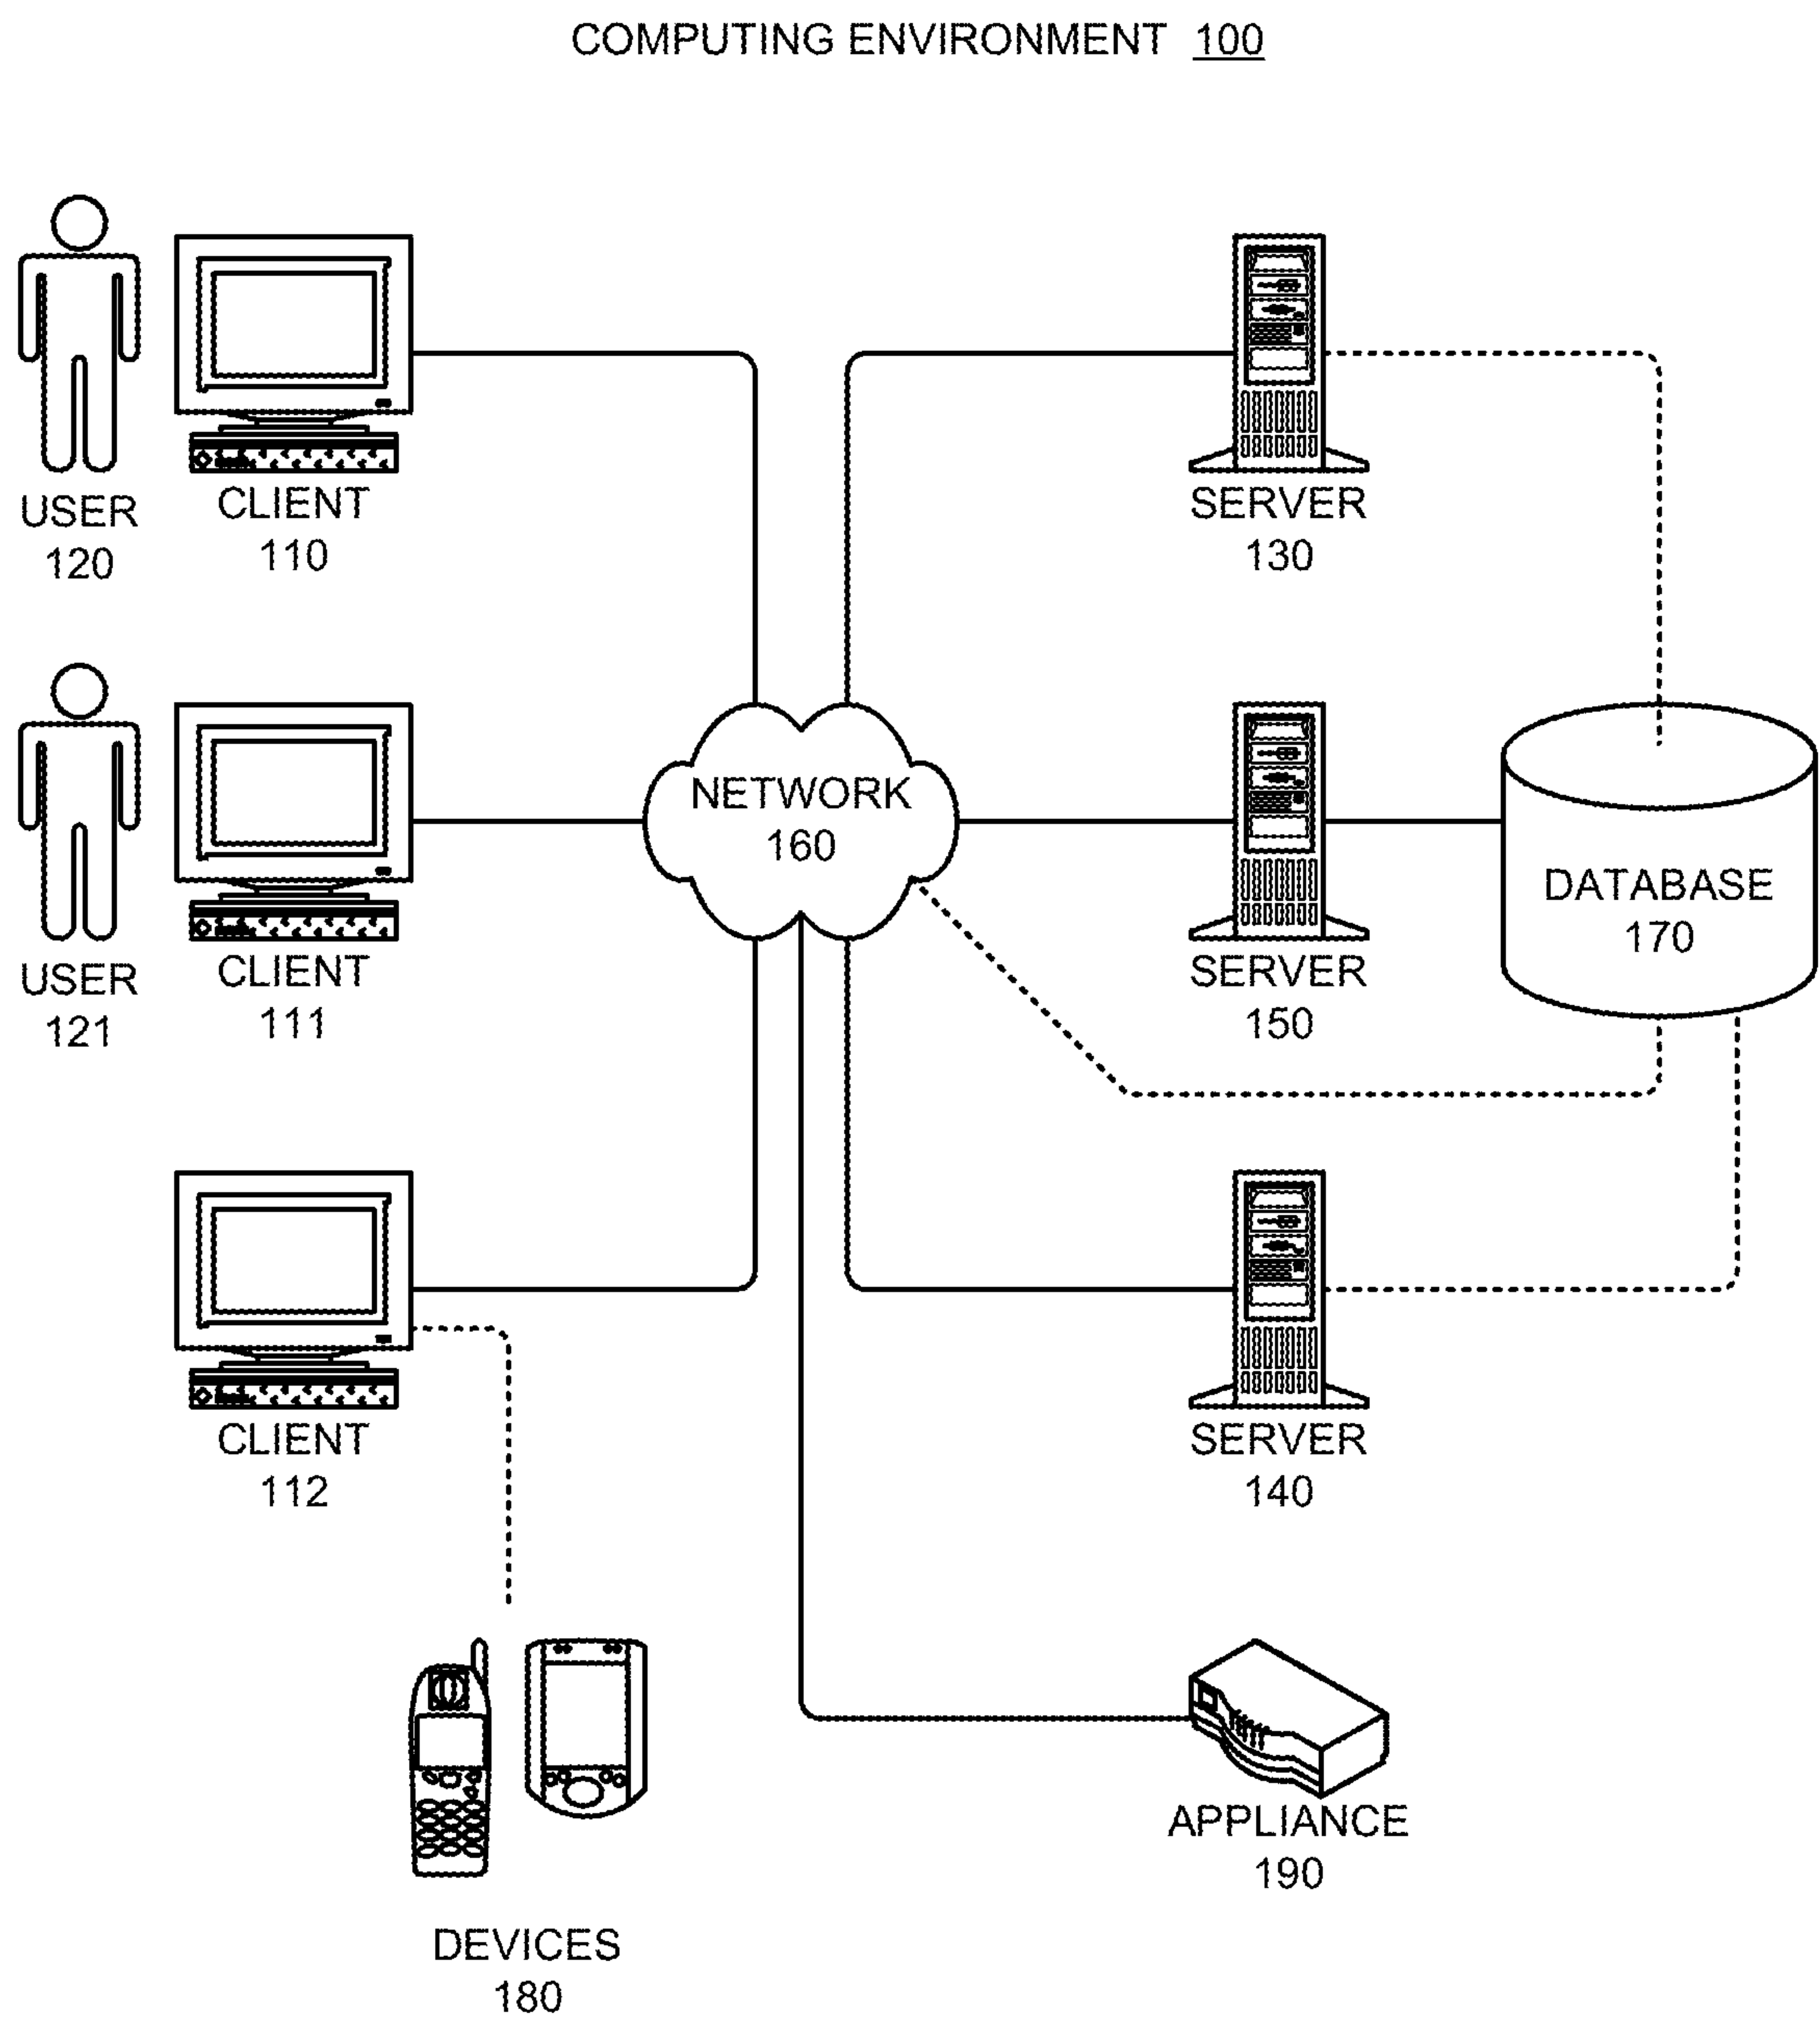 COMPUTING ENVIRONMENT 100
USER
120
CLIENT
110
SERVER
130
NETWORK
160
USER
121
CLIENT
111
SERVER
150
DATABASE
170
CLIENT
112
SERVER
140
DEVICES
180
APPLIANCE
190